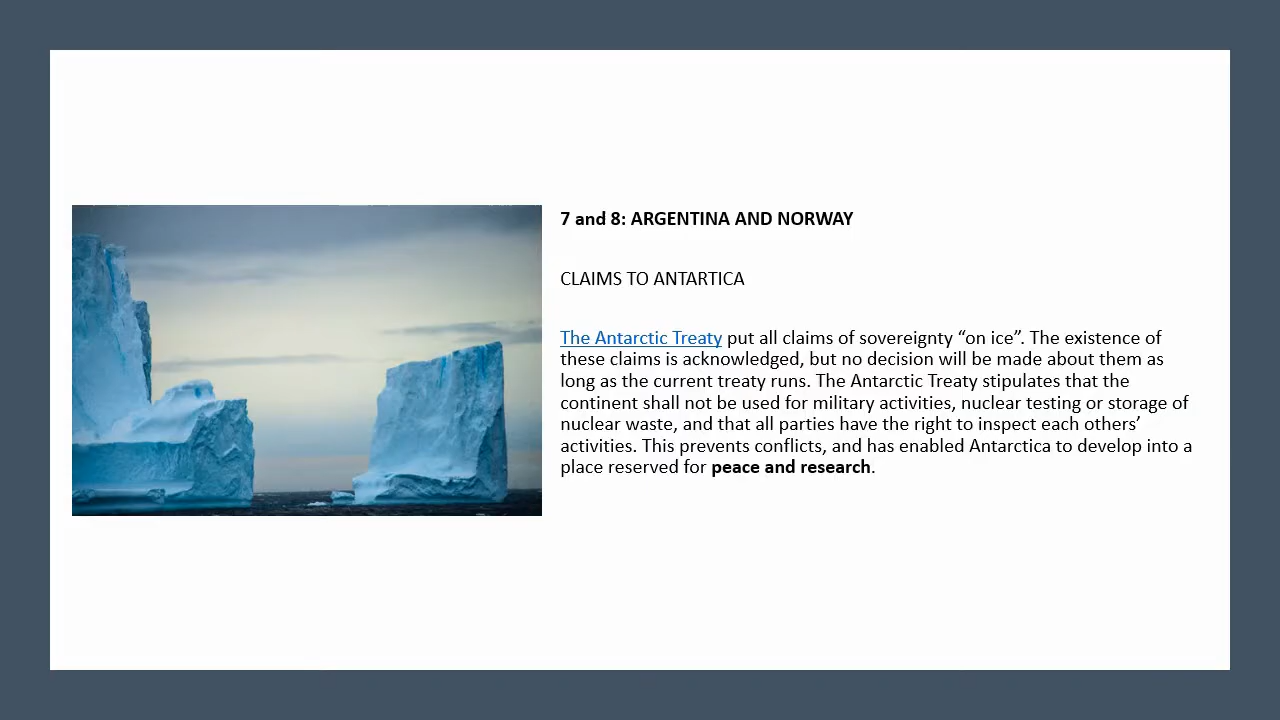 7 and 8: ARGENTINA AND NORWAY
CLAIMS TO ANTARTICA
The Antarctic Treaty put all claims of sovereignty “on ice”. The existence of
these claims is acknowledged, but no decision will be made about them as
long as the current treaty runs. The Antarctic Treaty stipulates that the
continent shall not be used for military activities, nuclear testing or storage of
nuclear waste, and that all parties have the right to inspect each others’
activities. This prevents conflicts, and has enabled Antarctica to develop into a
place reserved for peace and research.